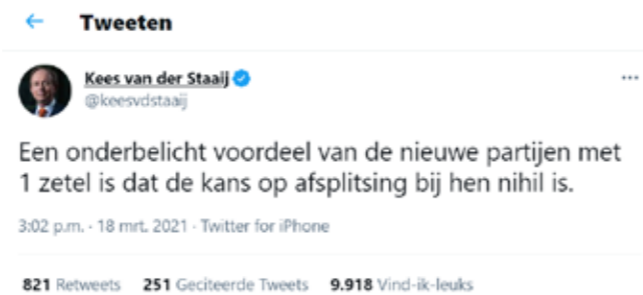 Tweeten
Kees van der Staaij
@keesvdstaaij
Een onderbelicht voordeel van de nieuwe partijen met
1 zetel is dat de kans op afsplitsing bij hen nihil is.
3:02 p.m. · 18 mrt. 2021 · Twitter for iPhone
821 Retweets 251 Geciteerde Tweets 9.918 Vind-ik-leuks